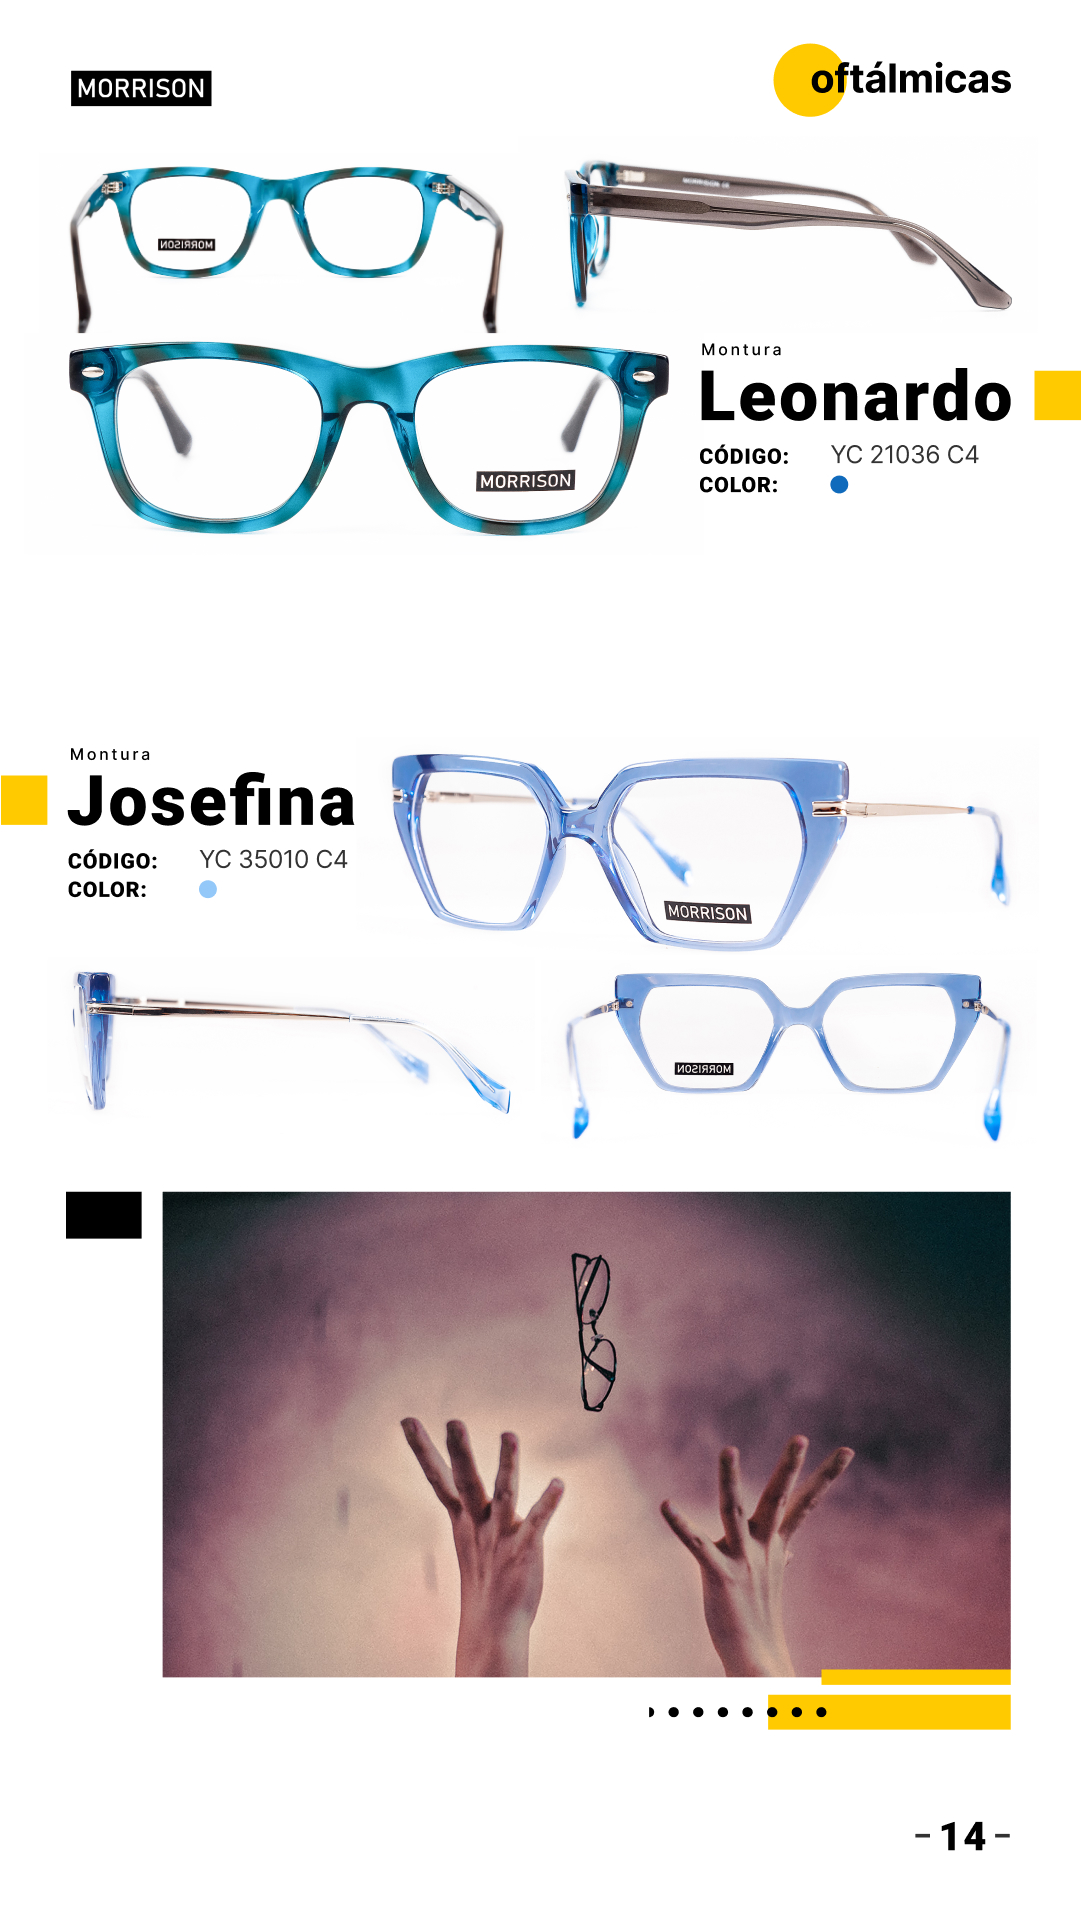 MORRISON
oftálmicas
MORRISON
Montura
Leonardo
CÓDIGO: YC 21036 C4
COLOR:
MORRISON
Montura
Josefina
CÓDIGO: YC 35010 C4
COLOR:
MORRISON
MORRISON
- 14 -